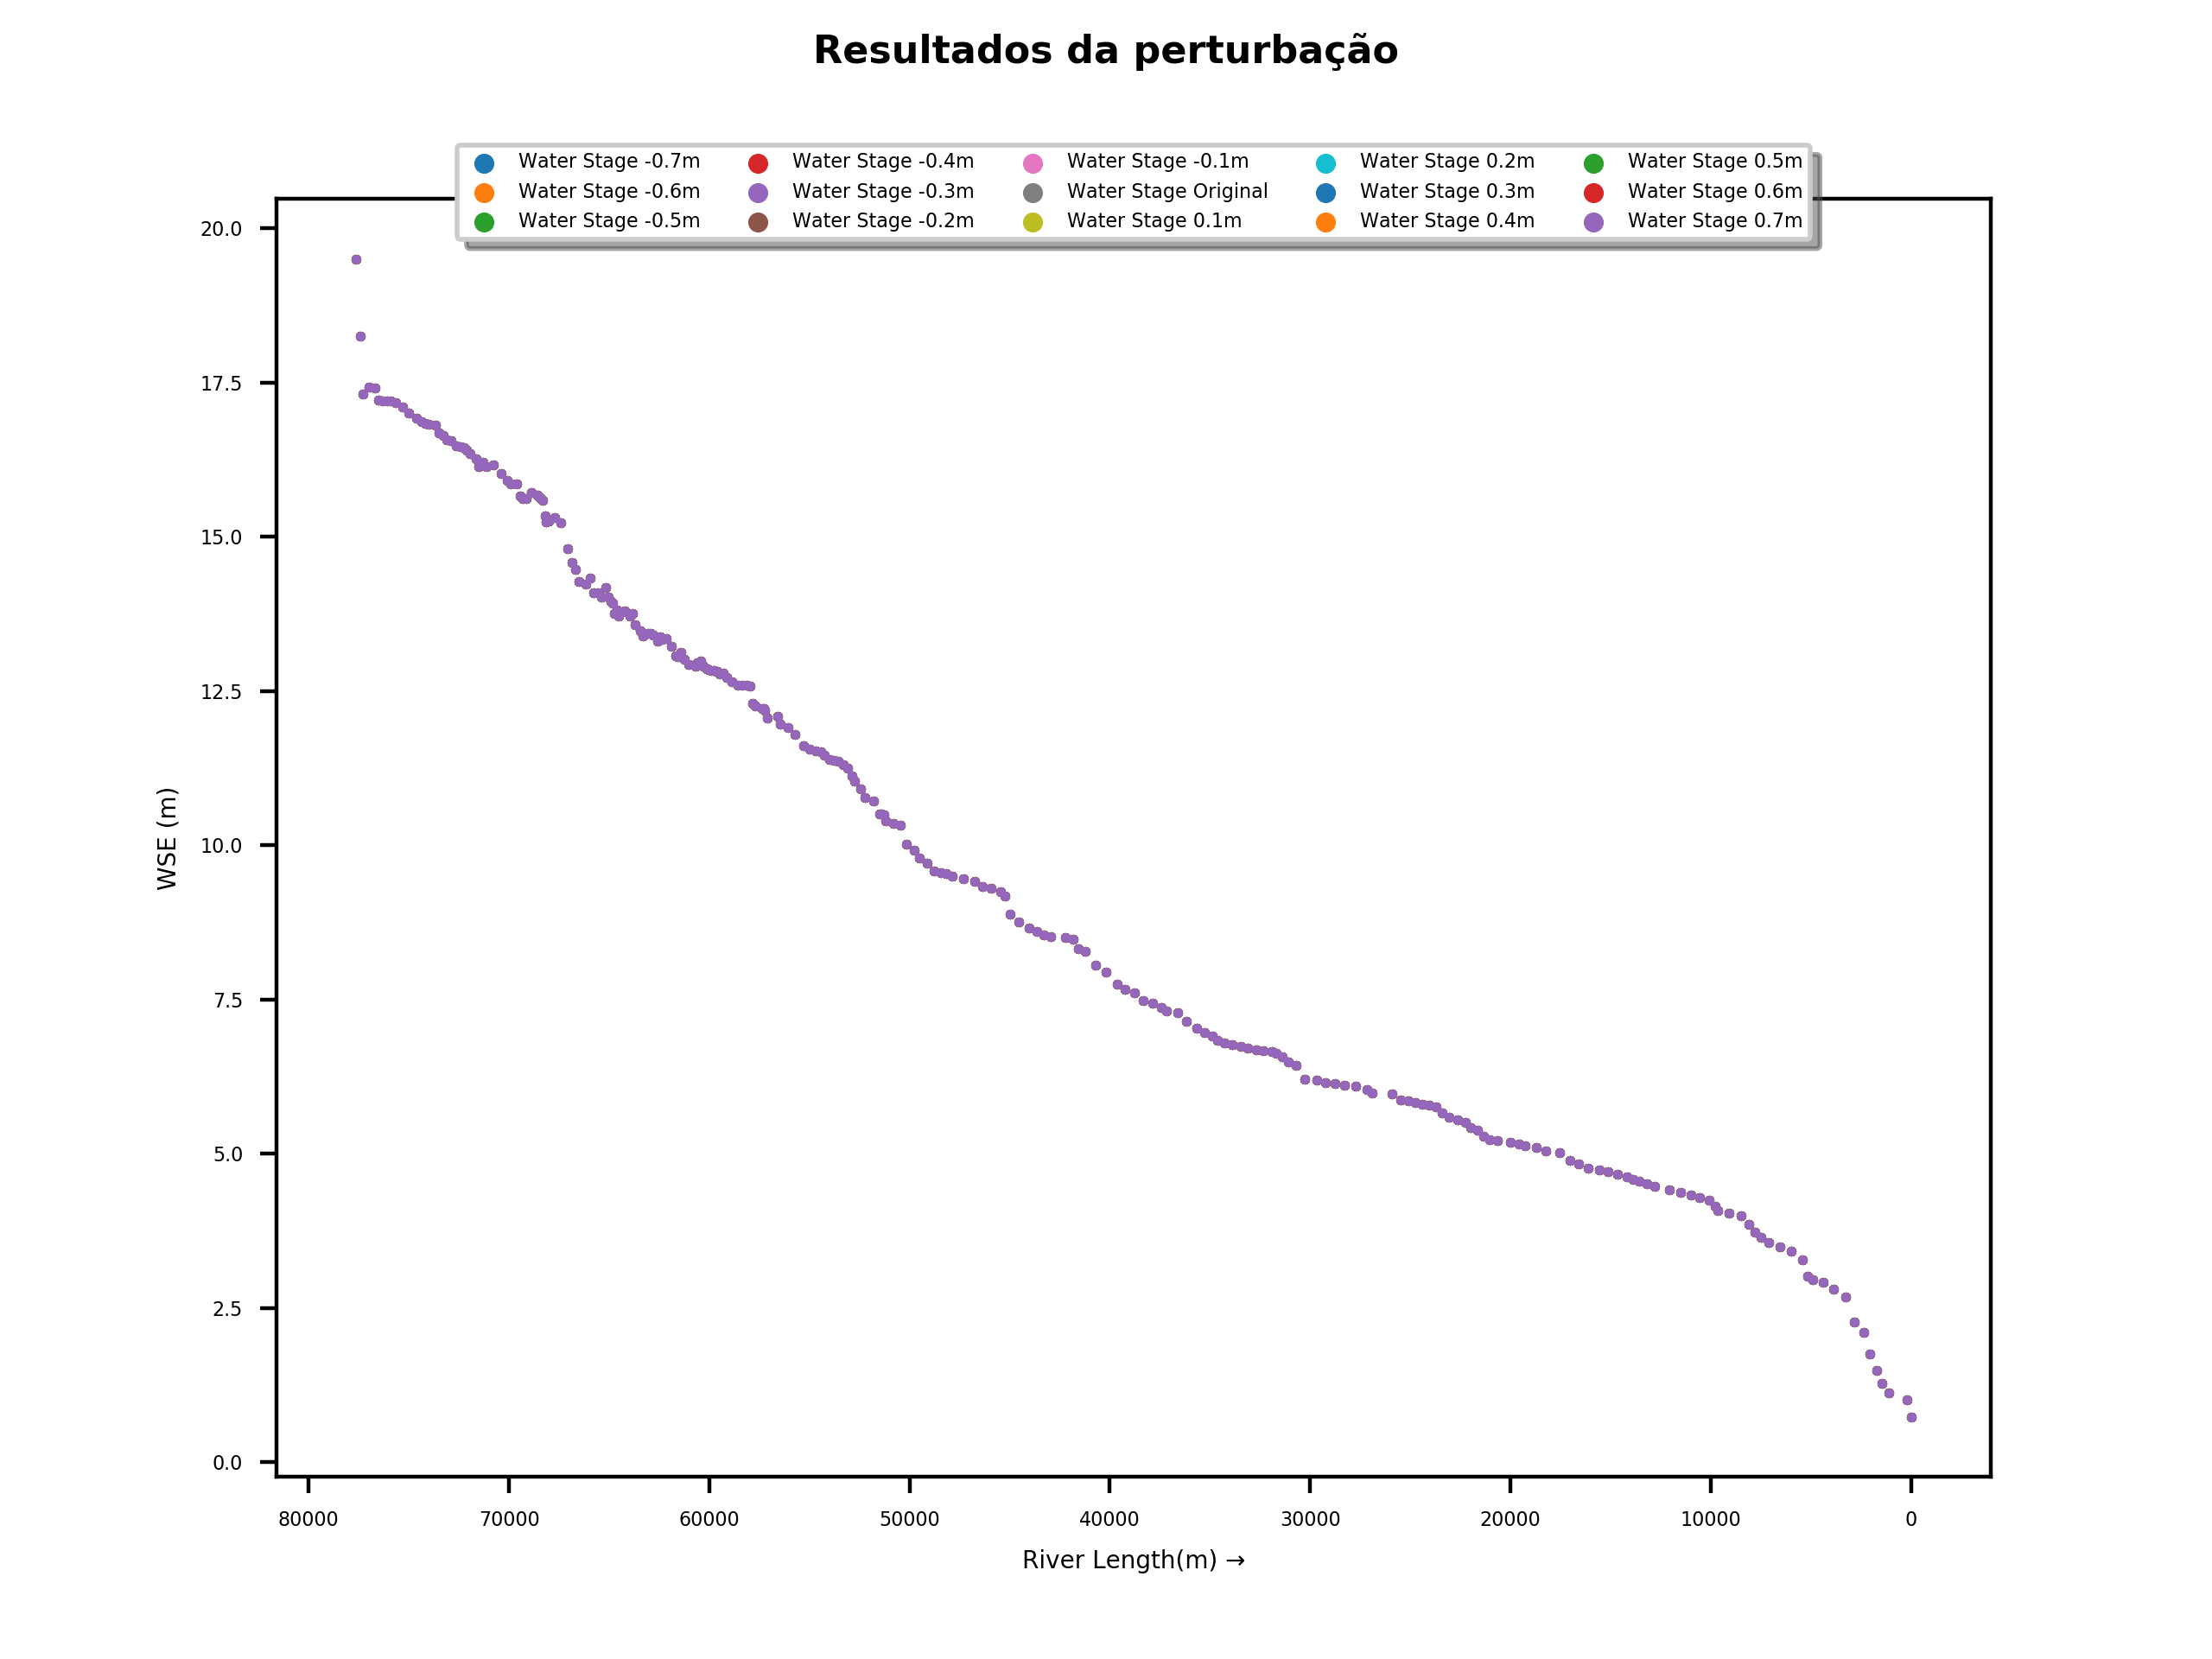 Resultados da perturbação
Water Stage -0.7m Water Stage -0.4m Water Stage -0.1m Water Stage 0.2m Water Stage 0.5m
Water Stage -0.6m Water Stage -0.3m Water Stage Original Water Stage 0.3m Water Stage 0.6m
Water Stage -0.5m Water Stage -0.2m Water Stage 0.1m Water Stage 0.4m Water Stage 0.7m
20.0
17.5
15.0
12.5
10.0
7.5
5.0
2.5
0.0
WSE (m)
80000 70000 60000 50000 40000 30000 20000 10000 0
River Length(m) →